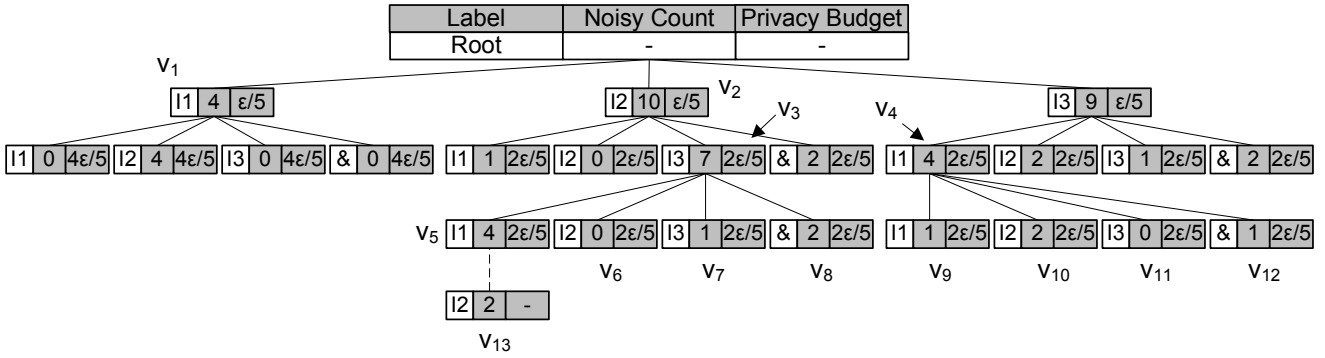 Label Noisy Count Privacy Budget
Root - -
v1 v2
I1 4 ε/5 I2 10 ε/5 I3 9 ε/5
v3 v4
I1 0 4ε/5 I2 4 4ε/5 I3 0 4ε/5 & 0 4ε/5 I1 1 2ε/5 I2 0 2ε/5 I3 7 2ε/5 & 2 2ε/5 I1 4 2ε/5 I2 2 2ε/5 I3 1 2ε/5 & 2 2ε/5
v5 I1 4 2ε/5 I2 0 2ε/5 I3 1 2ε/5 & 2 2ε/5 I1 1 2ε/5 I2 2 2ε/5 I3 0 2ε/5 & 1 2ε/5
v6 v7 v8 v9 v10 v11 v12
I2 2 -
v13